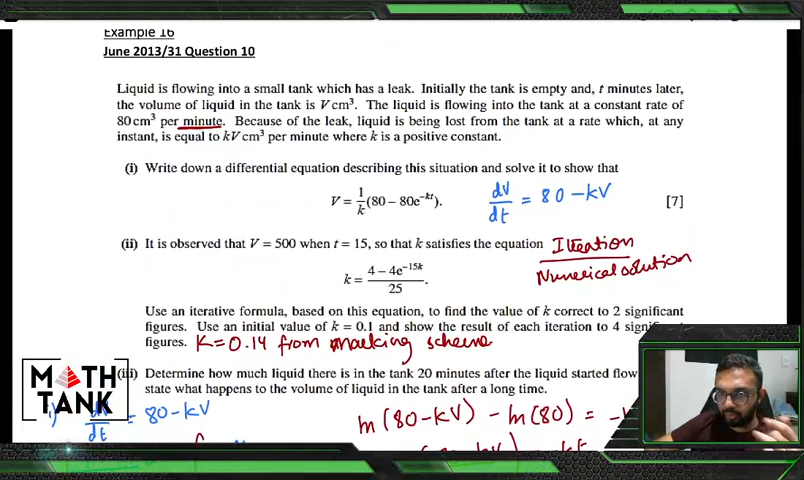 Example 16
June 2013/31 Question 10
Liquid is flowing into a small tank which has a leak. Initially the tank is empty and, t minutes later,
the volume of liquid in the tank is V cm³. The liquid is flowing into the tank at a constant rate of
80 cm³ per minute. Because of the leak, liquid is being lost from the tank at a rate which, at any
instant, is equal to kV cm³ per minute where k is a positive constant.
(i) Write down a differential equation describing this situation and solve it to show that
V = 1/k (80 − 80e^−kt). dV/dt = 80 − kV [7]
(ii) It is observed that V = 500 when t = 15, so that k satisfies the equation Iteration
Numerical solution
k = (4 − 4e^−15k)/25.
Use an iterative formula, based on this equation, to find the value of k correct to 2 significant
figures. Use an initial value of k = 0.1 and show the result of each iteration to 4
figures. K = 0.14 from marking scheme
(iii) Determine how much liquid there is in the tank 20 minutes after the liquid started
state what happens to the volume of liquid in the tank after a long time.
MATH
TANK
i) dV/dt = 80 − kV
ln(80 − kV) − ln(80) =